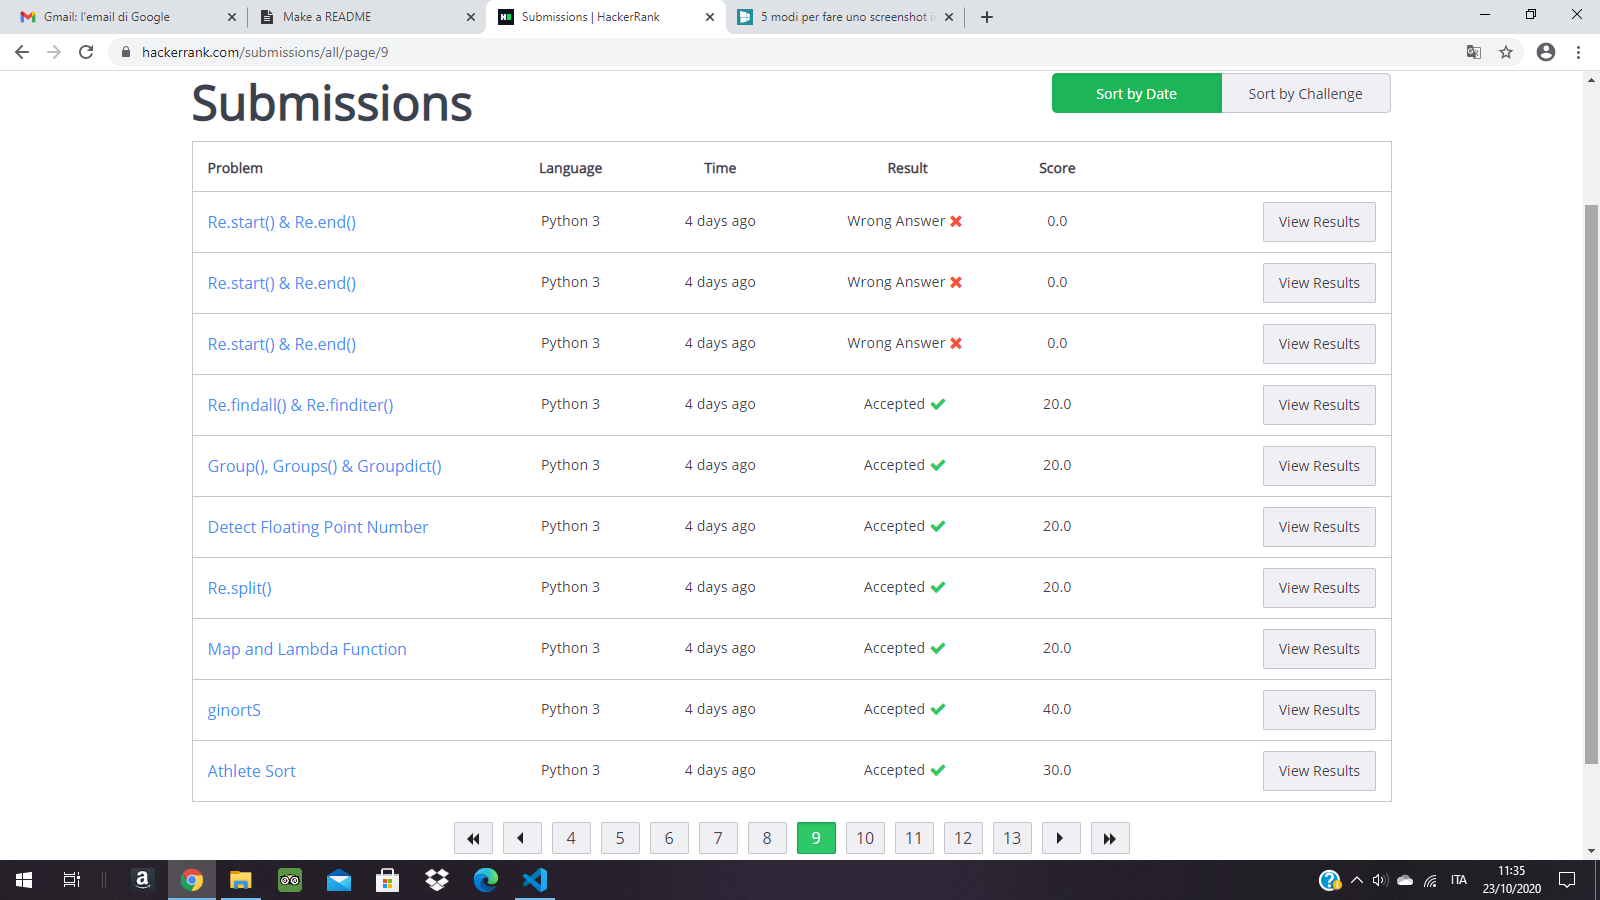 Gmail: l'email di Google
Make a README
Submissions | HackerRank
5 modi per fare uno screenshot i
hackerrank.com/submissions/all/page/9
Submissions
Sort by Date
Sort by Challenge
Problem Language Time Result Score
Re.start() & Re.end() Python 3 4 days ago Wrong Answer 0.0 View Results
Re.start() & Re.end() Python 3 4 days ago Wrong Answer 0.0 View Results
Re.start() & Re.end() Python 3 4 days ago Wrong Answer 0.0 View Results
Re.findall() & Re.finditer() Python 3 4 days ago Accepted 20.0 View Results
Group(), Groups() & Groupdict() Python 3 4 days ago Accepted 20.0 View Results
Detect Floating Point Number Python 3 4 days ago Accepted 20.0 View Results
Re.split() Python 3 4 days ago Accepted 20.0 View Results
Map and Lambda Function Python 3 4 days ago Accepted 20.0 View Results
ginortS Python 3 4 days ago Accepted 40.0 View Results
Athlete Sort Python 3 4 days ago Accepted 30.0 View Results
4 5 6 7 8 9 10 11 12 13
ITA
11:35
23/10/2020